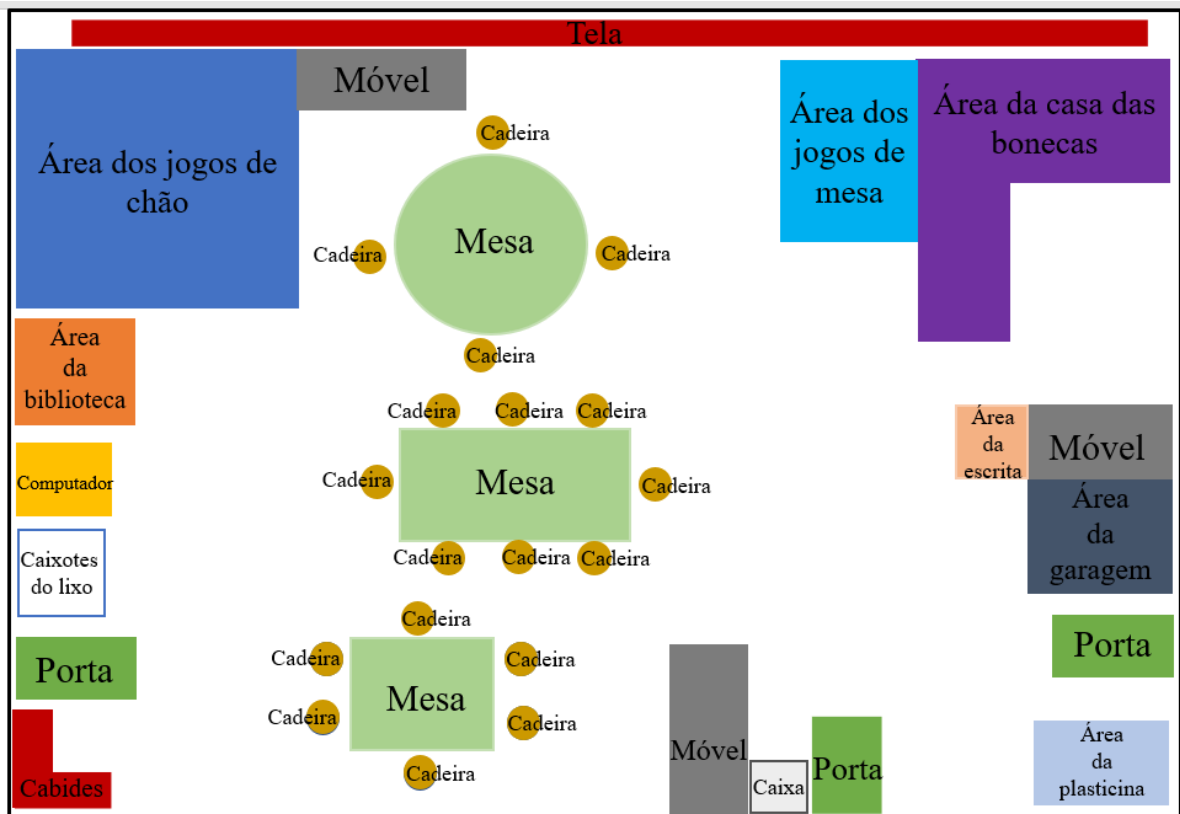 Tela
Móvel
Área dos jogos de
chão
Cadeira
Mesa
Cadeira
Cadeira
Cadeira
Área dos
jogos de
mesa
Área da casa das
bonecas
Área
da
biblioteca
Cadeira
Cadeira
Cadeira
Mesa
Cadeira
Cadeira
Cadeira
Cadeira
Cadeira
Área
da
escrita
Móvel
Área
da
garagem
Computador
Caixotes
do lixo
Porta
Cadeira
Cadeira
Cadeira
Mesa
Cadeira
Cadeira
Cadeira
Porta
Cabides
Móvel
Caixa
Porta
Área
da
plasticina